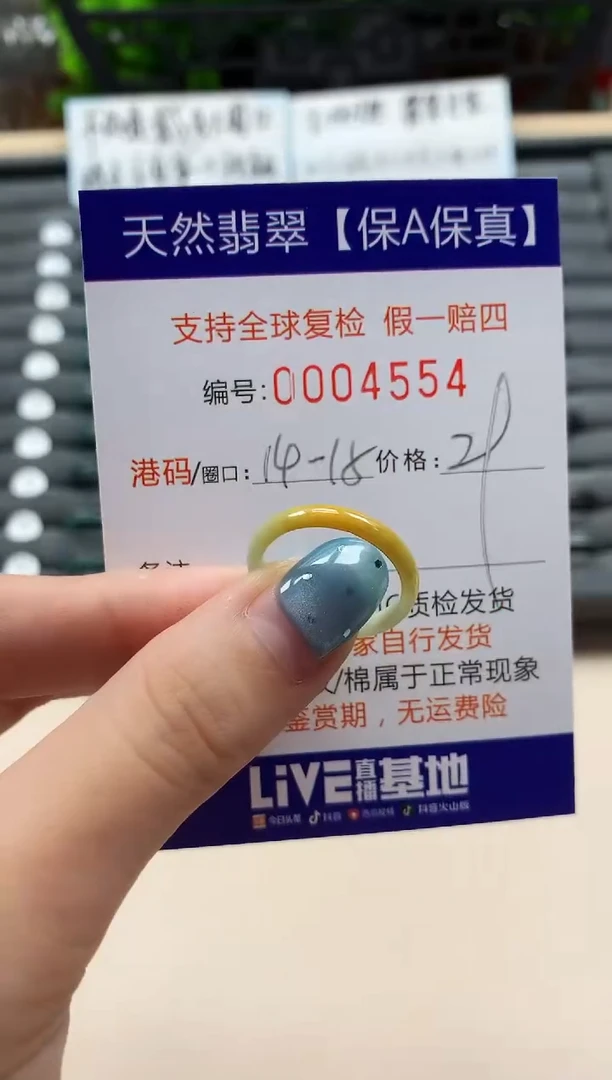 天然翡翠【保A保真】
支持全球复检 假一赔四
编号:0004554
港码/圈口: 14-18 价格:
质检发货
家自行发货
/棉属于正常现象
鉴赏期，无运费险
LiVE直播基地
今日头条 抖音 西瓜视频 抖音火山版